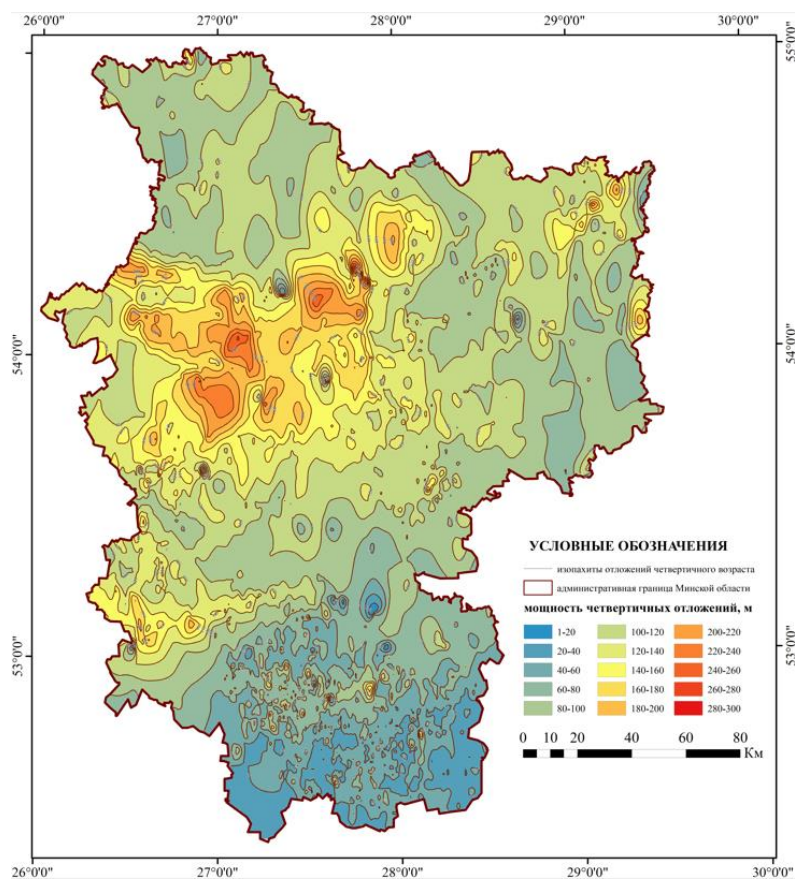 26°0'0" 27°0'0" 28°0'0" 29°0'0" 30°0'0"
55°0'0"
54°0'0" 54°0'0"
53°0'0" 53°0'0"
УСЛОВНЫЕ ОБОЗНАЧЕНИЯ
изопахиты отложений четвертичного возраста
административная граница Минской области
мощность четвертичных отложений, м
1-20 100-120 200-220
20-40 120-140 220-240
40-60 140-160 240-260
60-80 160-180 260-280
80-100 180-200 280-300
0 10 20 40 60 80
Км
26°0'0" 27°0'0" 28°0'0" 29°0'0" 30°0'0"